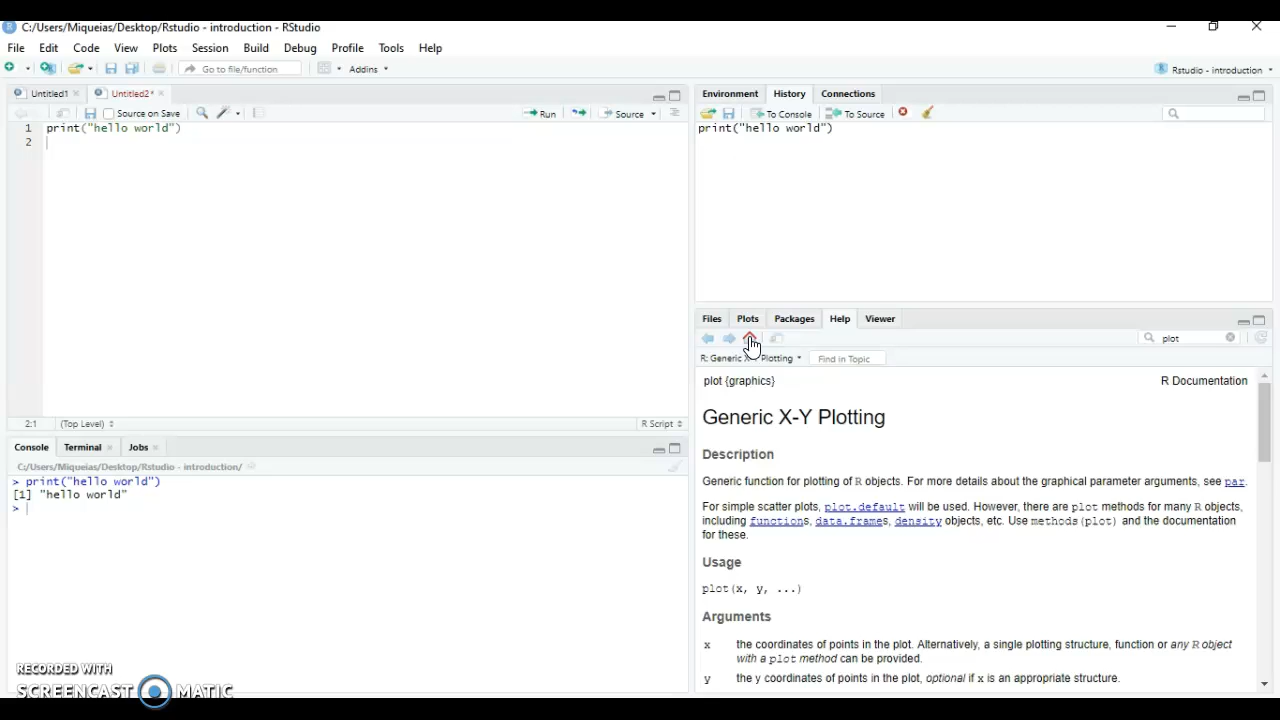 C:/Users/Miqueias/Desktop/Rstudio - introduction - RStudio
File Edit Code View Plots Session Build Debug Profile Tools Help
Go to file/function Addins Rstudio - introduction
Untitled1 Untitled2*
Source on Save Run Source
1 print("hello world")
2
2:1 (Top Level) R Script
Console Terminal Jobs
C:/Users/Miqueias/Desktop/Rstudio - introduction/
> print("hello world")
[1] "hello world"
>
Environment History Connections
To Console To Source
print("hello world")
Files Plots Packages Help Viewer
plot
R: Generic Plotting Find in Topic
plot {graphics} R Documentation
Generic X-Y Plotting
Description
Generic function for plotting of R objects. For more details about the graphical parameter arguments, see par.
For simple scatter plots, plot.default will be used. However, there are plot methods for many R objects,
including functions, data.frames, density objects, etc. Use methods(plot) and the documentation
for these.
Usage
plot(x, y, ...)
Arguments
x the coordinates of points in the plot. Alternatively, a single plotting structure, function or any R object
with a plot method can be provided.
y the y coordinates of points in the plot, optional if x is an appropriate structure.
RECORDED WITH
SCREENCAST MATIC